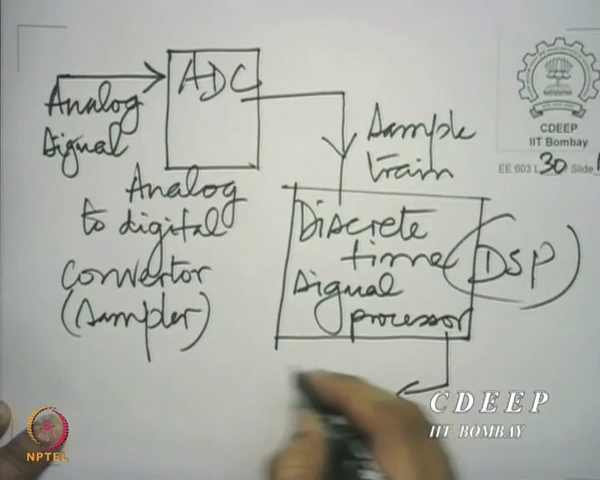 ADC
Analog
Signal
Analog
to digital
Convertor
(Sampler)
Sample
train
Discrete
time
Signal
processor
(DSP)
CDEEP
IIT Bombay
EE 603 L 30 Slide 1
CDEEP
IIT BOMBAY
NPTEL